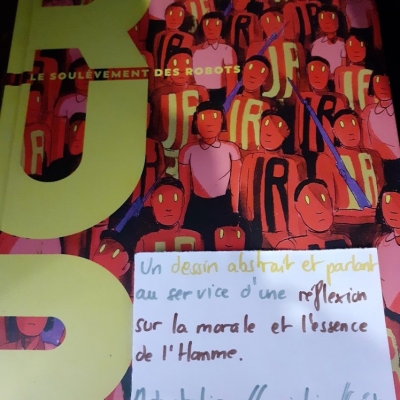 R.U.R
LE SOULÈVEMENT DES ROBOTS
Un dessin abstrait et parlant
au service d'une réflexion
sur la morale et l'essence
de l'Homme.